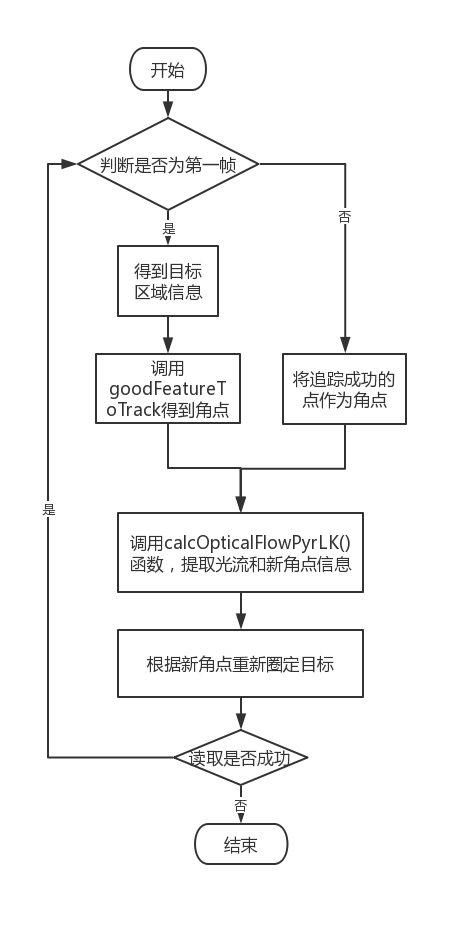 开始
判断是否为第一帧
是
否
得到目标
区域信息
调用
goodFeatureT
oTrack得到角点
将追踪成功的
点作为角点
是
调用calcOpticalFlowPyrLK()
函数，提取光流和新角点信息
根据新角点重新圈定目标
读取是否成功
否
结束